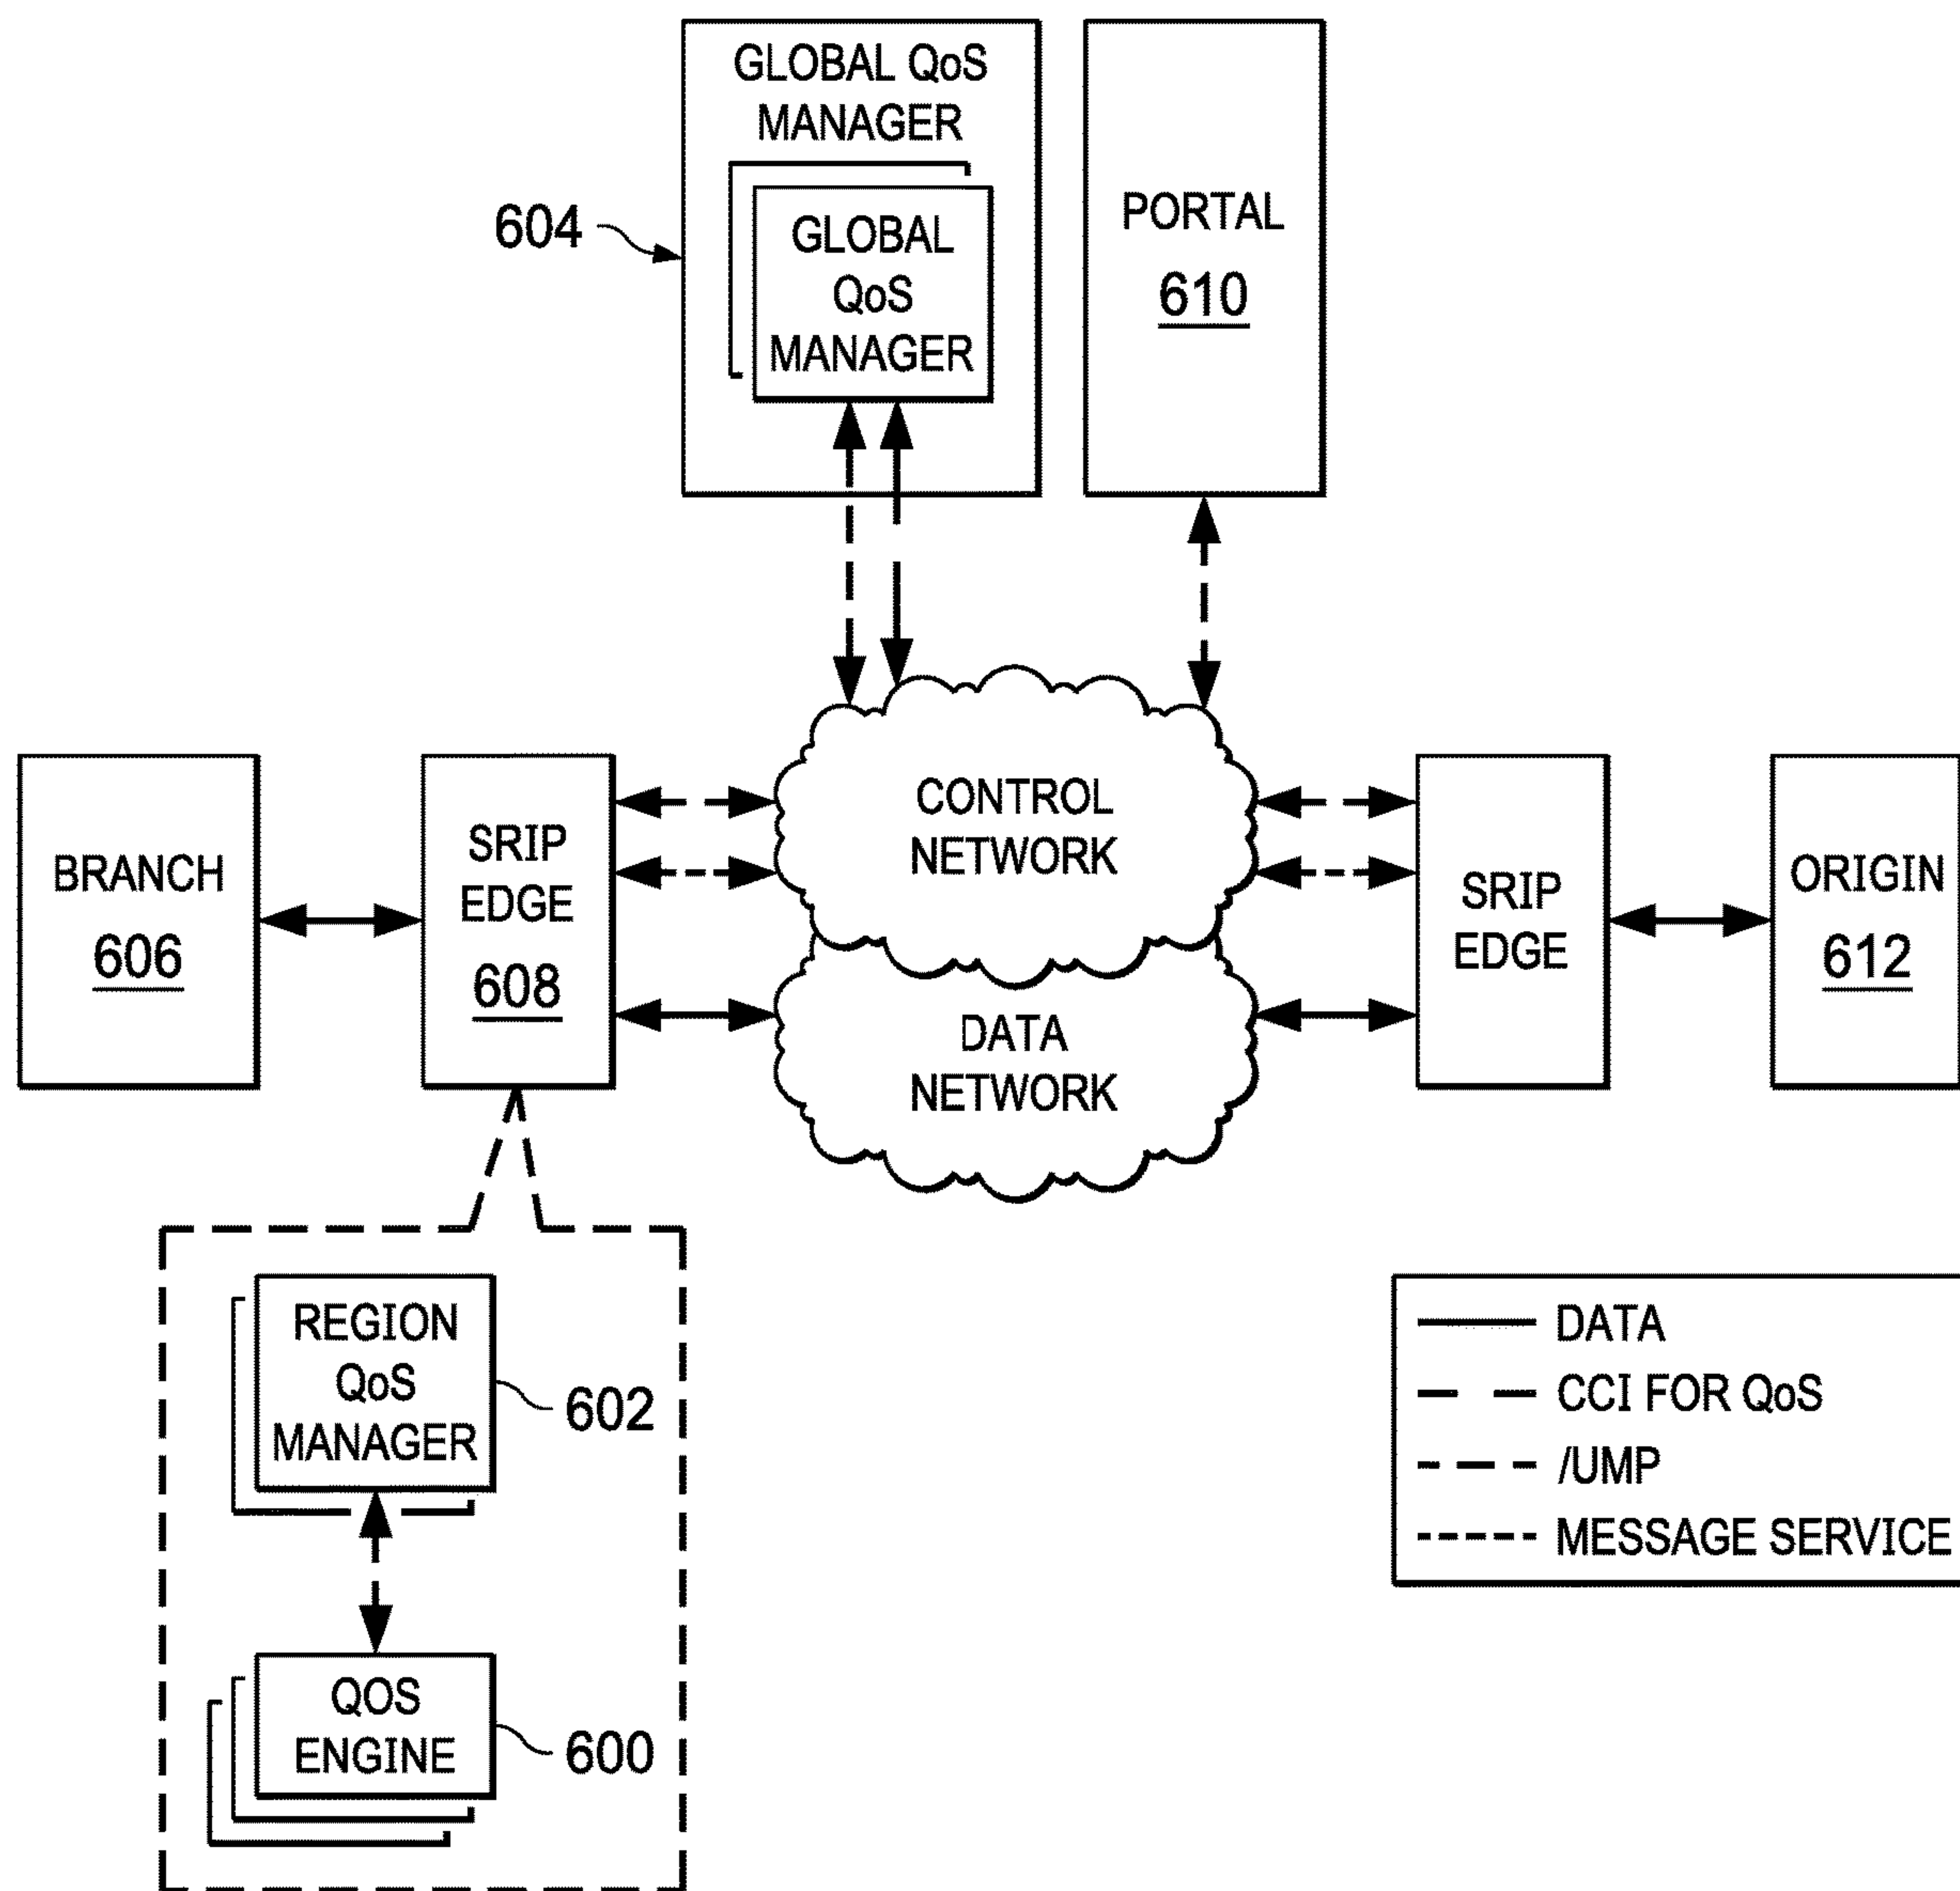 GLOBAL QoS
MANAGER
GLOBAL
QoS
MANAGER
604
PORTAL
610
BRANCH
606
SRIP
EDGE
608
CONTROL
NETWORK
DATA
NETWORK
SRIP
EDGE
ORIGIN
612
REGION
QoS
MANAGER
602
QOS
ENGINE
600
DATA
CCI FOR QoS
/UMP
MESSAGE SERVICE